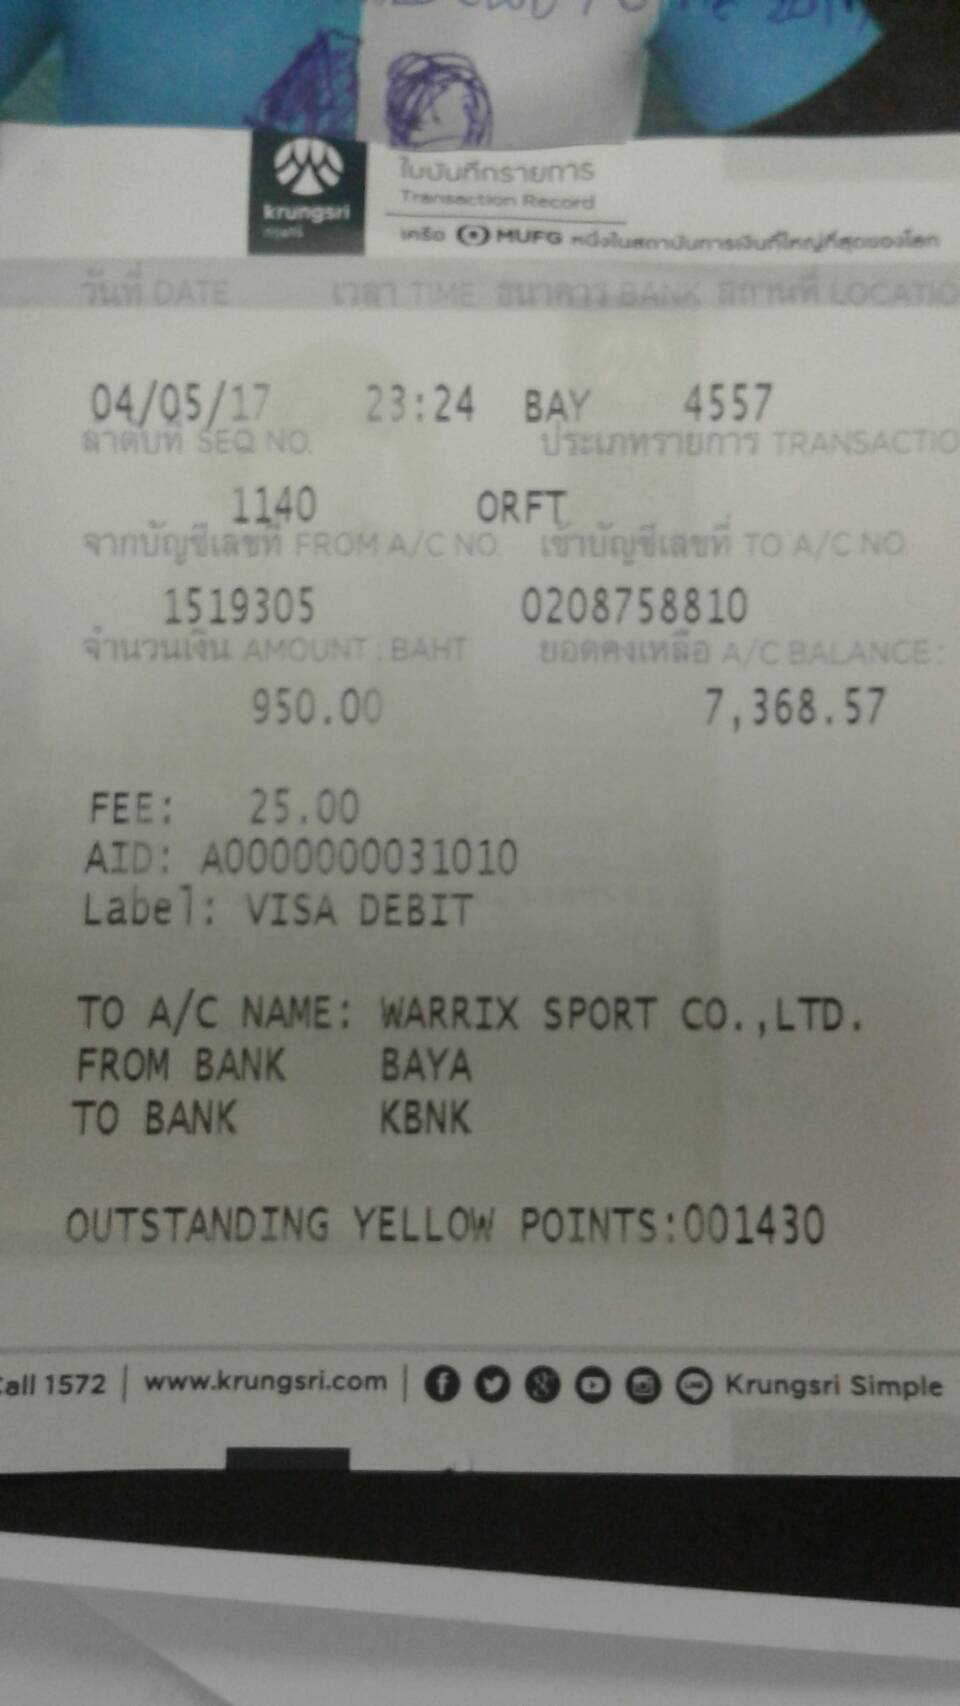 krungsri
กรุงศรี
ใบบันทึกรายการ
Transaction Record
เครือ MUFG หนึ่งในสถาบันการเงินที่ใหญ่ที่สุดของโลก
วันที่ DATE เวลา TIME ธนาคาร BANK สถานที่ LOCATIO
04/05/17 23:24 BAY 4557
ลำดับที่ SEQ NO. ประเภทรายการ TRANSACTIO
1140 ORFT
จากบัญชีเลขที่ FROM A/C NO. เข้าบัญชีเลขที่ TO A/C NO.
1519305 0208758810
จำนวนเงิน AMOUNT : BAHT ยอดคงเหลือ A/C BALANCE :
950.00 7,368.57
FEE: 25.00
AID: A0000000031010
Label: VISA DEBIT
TO A/C NAME: WARRIX SPORT CO.,LTD.
FROM BANK BAYA
TO BANK KBNK
OUTSTANDING YELLOW POINTS:001430
Call 1572 | www.krungsri.com | Krungsri Simple